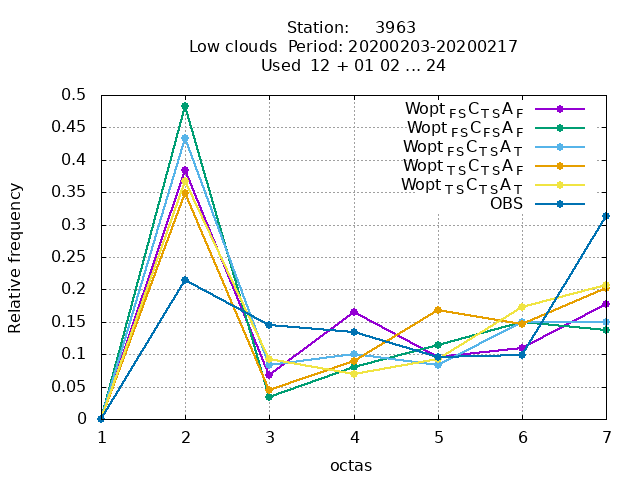 Station: 3963
Low clouds Period: 20200203-20200217
Used 12 + 01 02 ... 24
0.5
0.45
0.4
0.35
0.3
0.25
0.2
0.15
0.1
0.05
0
Relative frequency
Wopt FS C TS A F
Wopt FS C FS A F
Wopt FS C TS A T
Wopt TS C TS A F
Wopt TS C TS A T
OBS
1 2 3 4 5 6 7
octas